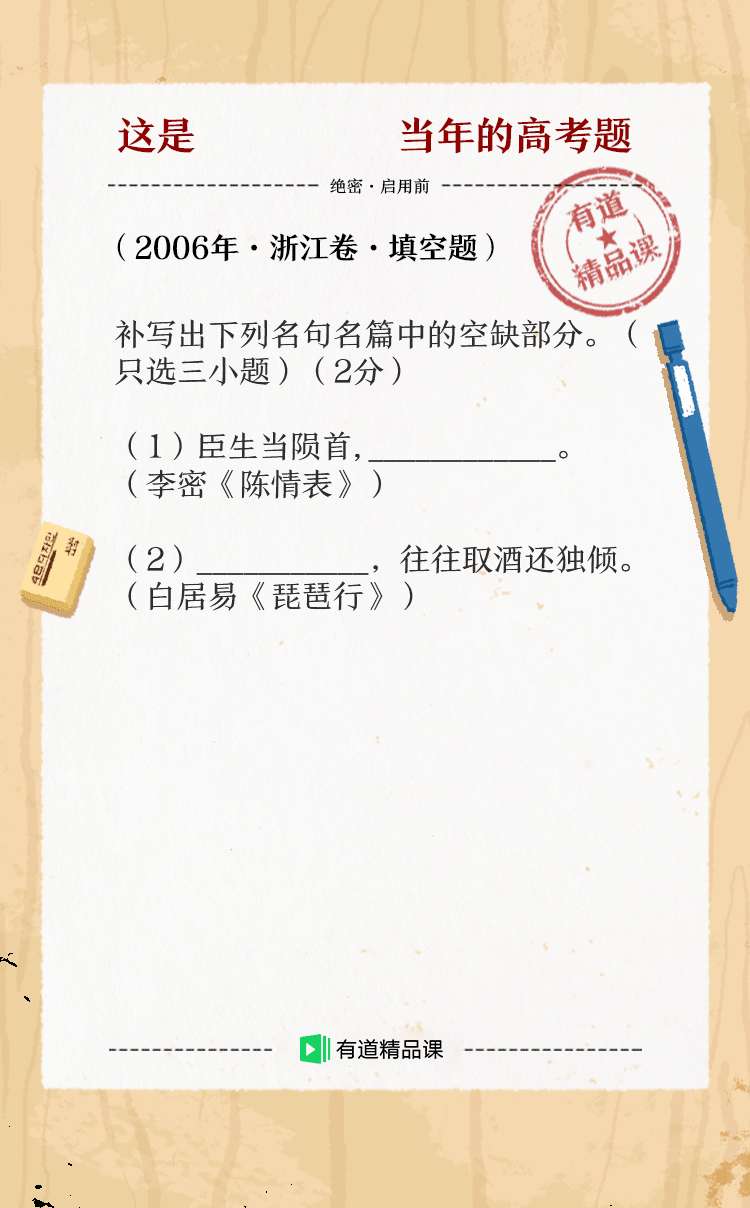 这是 当年的高考题
绝密·启用前
有道
精品课
（2006年·浙江卷·填空题）
补写出下列名句名篇中的空缺部分。（
只选三小题）（2分）
（1）臣生当陨首,____________。
（李密《陈情表》）
（2）___________，往往取酒还独倾。
（白居易《琵琶行》）
有道精品课